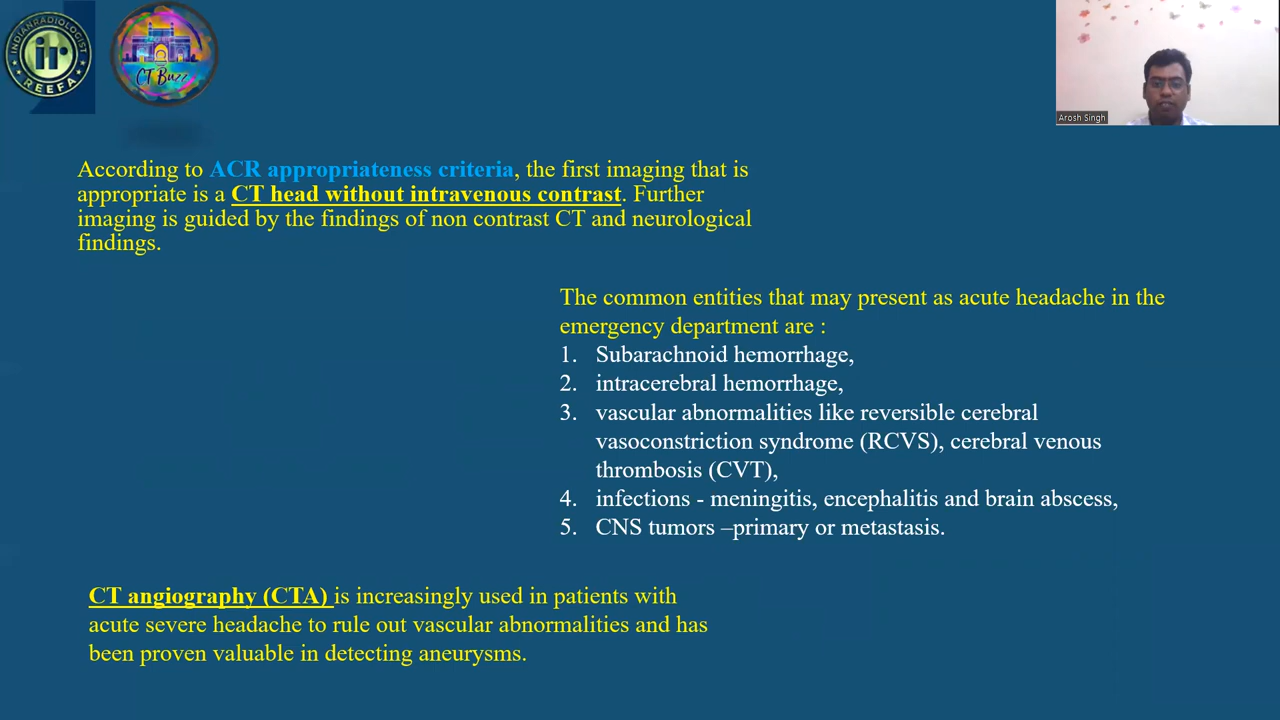 INDIANRADIOLOGIST
ir
REEFA
CT Buzz
Arosh Singh
According to ACR appropriateness criteria, the first imaging that is
appropriate is a CT head without intravenous contrast. Further
imaging is guided by the findings of non contrast CT and neurological
findings.
The common entities that may present as acute headache in the
emergency department are :
1. Subarachnoid hemorrhage,
2. intracerebral hemorrhage,
3. vascular abnormalities like reversible cerebral
vasoconstriction syndrome (RCVS), cerebral venous
thrombosis (CVT),
4. infections - meningitis, encephalitis and brain abscess,
5. CNS tumors –primary or metastasis.
CT angiography (CTA) is increasingly used in patients with
acute severe headache to rule out vascular abnormalities and has
been proven valuable in detecting aneurysms.